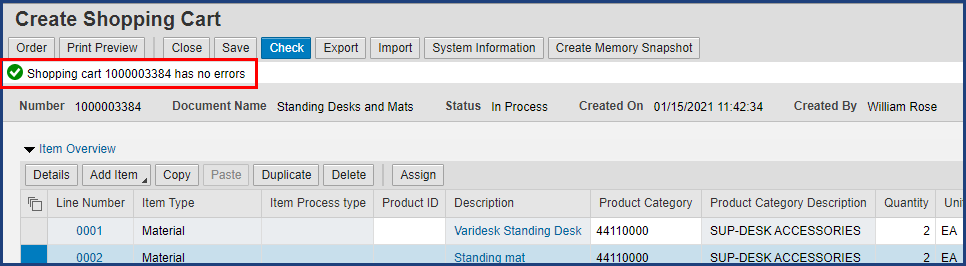 Create Shopping Cart
Order Print Preview Close Save Check Export Import System Information Create Memory Snapshot
Shopping cart 1000003384 has no errors
Number 1000003384 Document Name Standing Desks and Mats Status In Process Created On 01/15/2021 11:42:34 Created By William Rose
Item Overview
Details Add Item Copy Paste Duplicate Delete Assign
Line Number Item Type Item Process type Product ID Description Product Category Product Category Description Quantity Uni
0001 Material Varidesk Standing Desk 44110000 SUP-DESK ACCESSORIES 2 EA
0002 Material Standing mat 44110000 SUP-DESK ACCESSORIES 2 EA